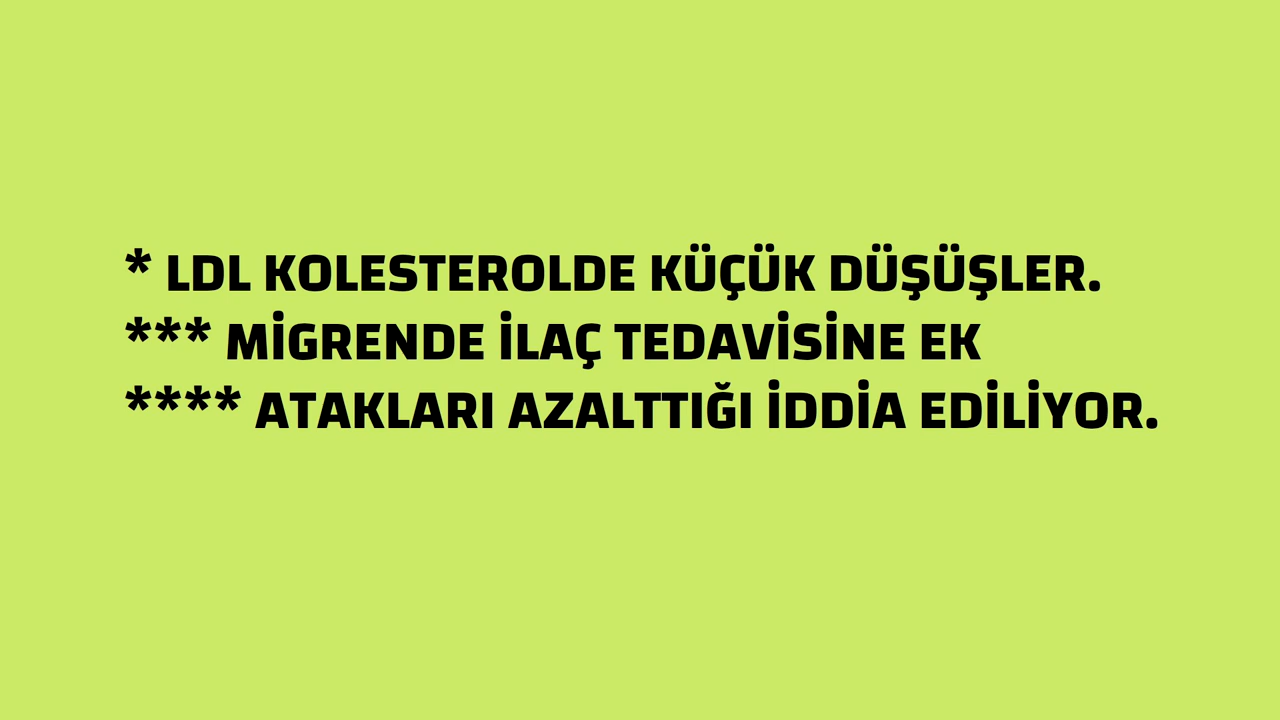 * LDL KOLESTEROLDE KÜÇÜK DÜŞÜŞLER.
*** MİGRENDE İLAÇ TEDAVİSİNE EK
**** ATAKLARI AZALTTIĞI İDDİA EDİLİYOR.